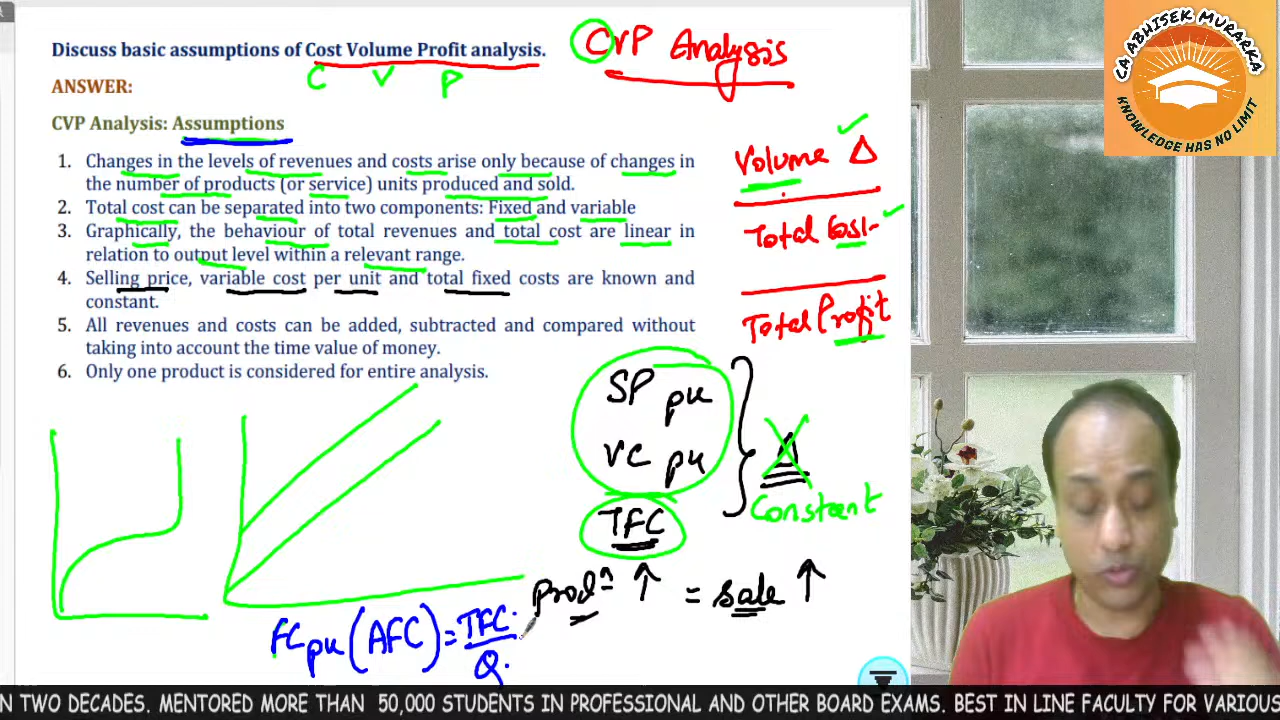 Discuss basic assumptions of Cost Volume Profit analysis.
C V P
CVP Analysis
ANSWER:
CVP Analysis: Assumptions
1. Changes in the levels of revenues and costs arise only because of changes in
the number of products (or service) units produced and sold.
2. Total cost can be separated into two components: Fixed and variable
3. Graphically, the behaviour of total revenues and total cost are linear in
relation to output level within a relevant range.
4. Selling price, variable cost per unit and total fixed costs are known and
constant.
5. All revenues and costs can be added, subtracted and compared without
taking into account the time value of money.
6. Only one product is considered for entire analysis.
Volume Δ
Total Cost
Total Profit
SP pu
VC pu
TFC
Δ
Constant
prodn ↑ = sale ↑
FC pu (AFC) = TFC
Q
CA ABHISEK MURARKA
KNOWLEDGE HAS NO LIMIT
N TWO DECADES. MENTORED MORE THAN 50,000 STUDENTS IN PROFESSIONAL AND OTHER BOARD EXAMS. BEST IN LINE FACULTY FOR VARIOUS